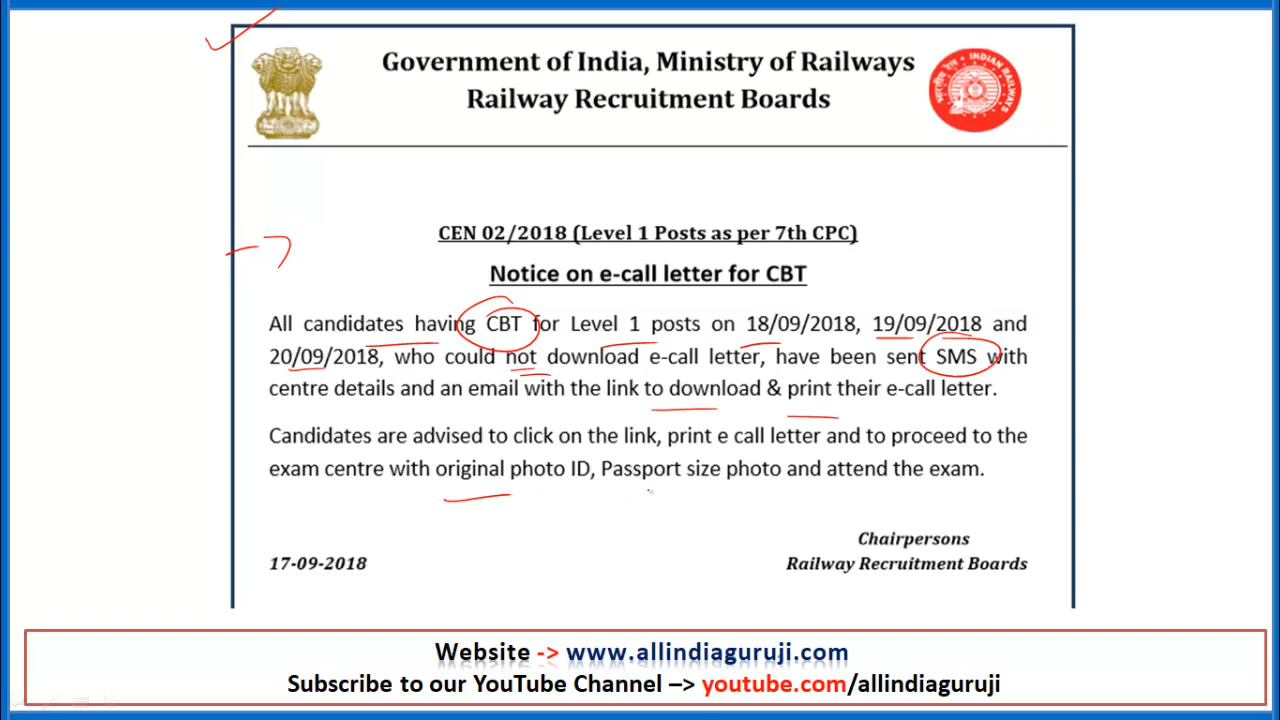 Government of India, Ministry of Railways
Railway Recruitment Boards
INDIAN RAILWAYS
भारतीय रेल
CEN 02/2018 (Level 1 Posts as per 7th CPC)
Notice on e-call letter for CBT
All candidates having CBT for Level 1 posts on 18/09/2018, 19/09/2018 and
20/09/2018, who could not download e-call letter, have been sent SMS with
centre details and an email with the link to download & print their e-call letter.
Candidates are advised to click on the link, print e call letter and to proceed to the
exam centre with original photo ID, Passport size photo and attend the exam.
Chairpersons
17-09-2018 Railway Recruitment Boards
Website -> www.allindiaguruji.com
Subscribe to our YouTube Channel –> youtube.com/allindiaguruji